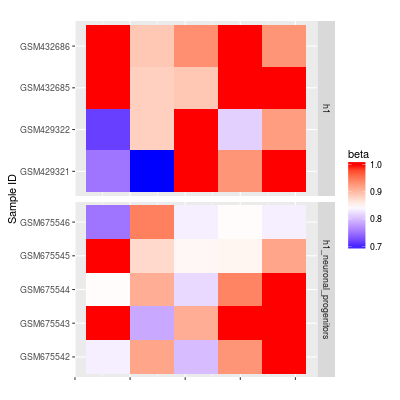 GSM432686
GSM432685
GSM429322
GSM429321
h1
GSM675546
GSM675545
GSM675544
GSM675543
GSM675542
h1_neuronal_progenitors
Sample ID
beta
1.0
0.9
0.8
0.7